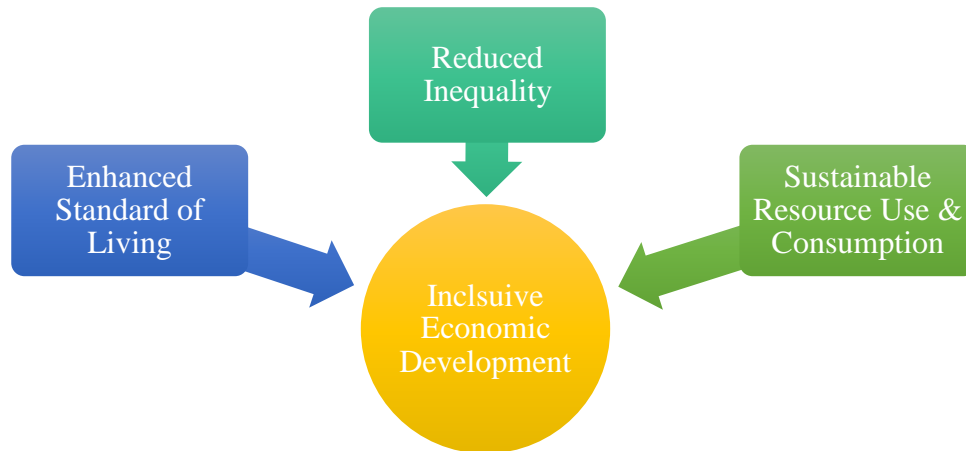 Reduced
Inequality
Enhanced
Standard of
Living
Sustainable
Resource Use &
Consumption
Inclsuive
Economic
Development